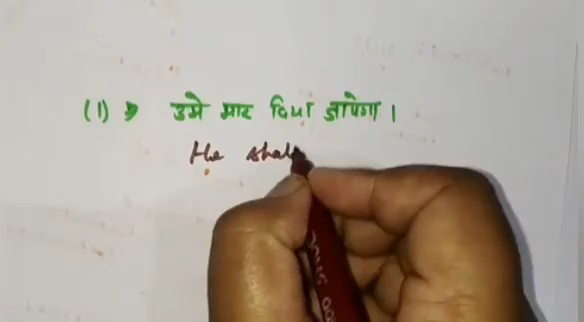 (1) → उसे मार दिया जायेगा ।
He shal